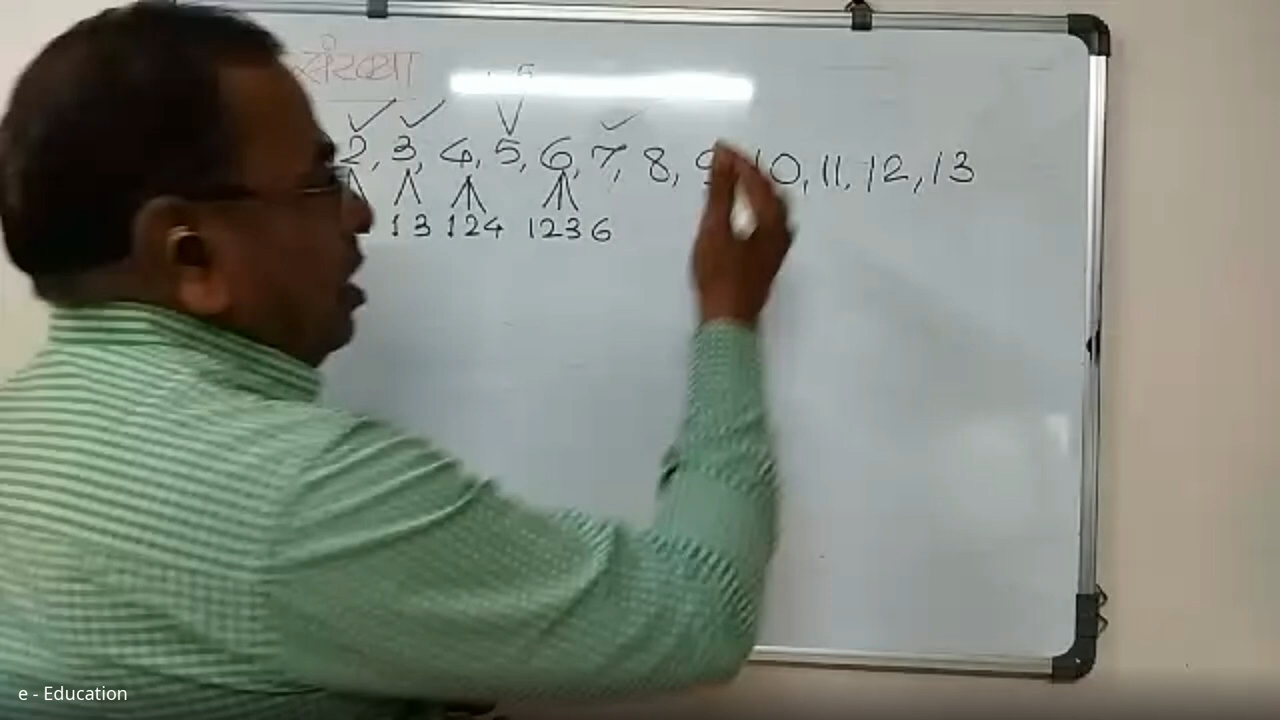 संख्या
2, 3, 4, 5, 6, 7, 8, 9, 10, 11, 12, 13
1 3 1 2 4 1 2 3 6
e - Education